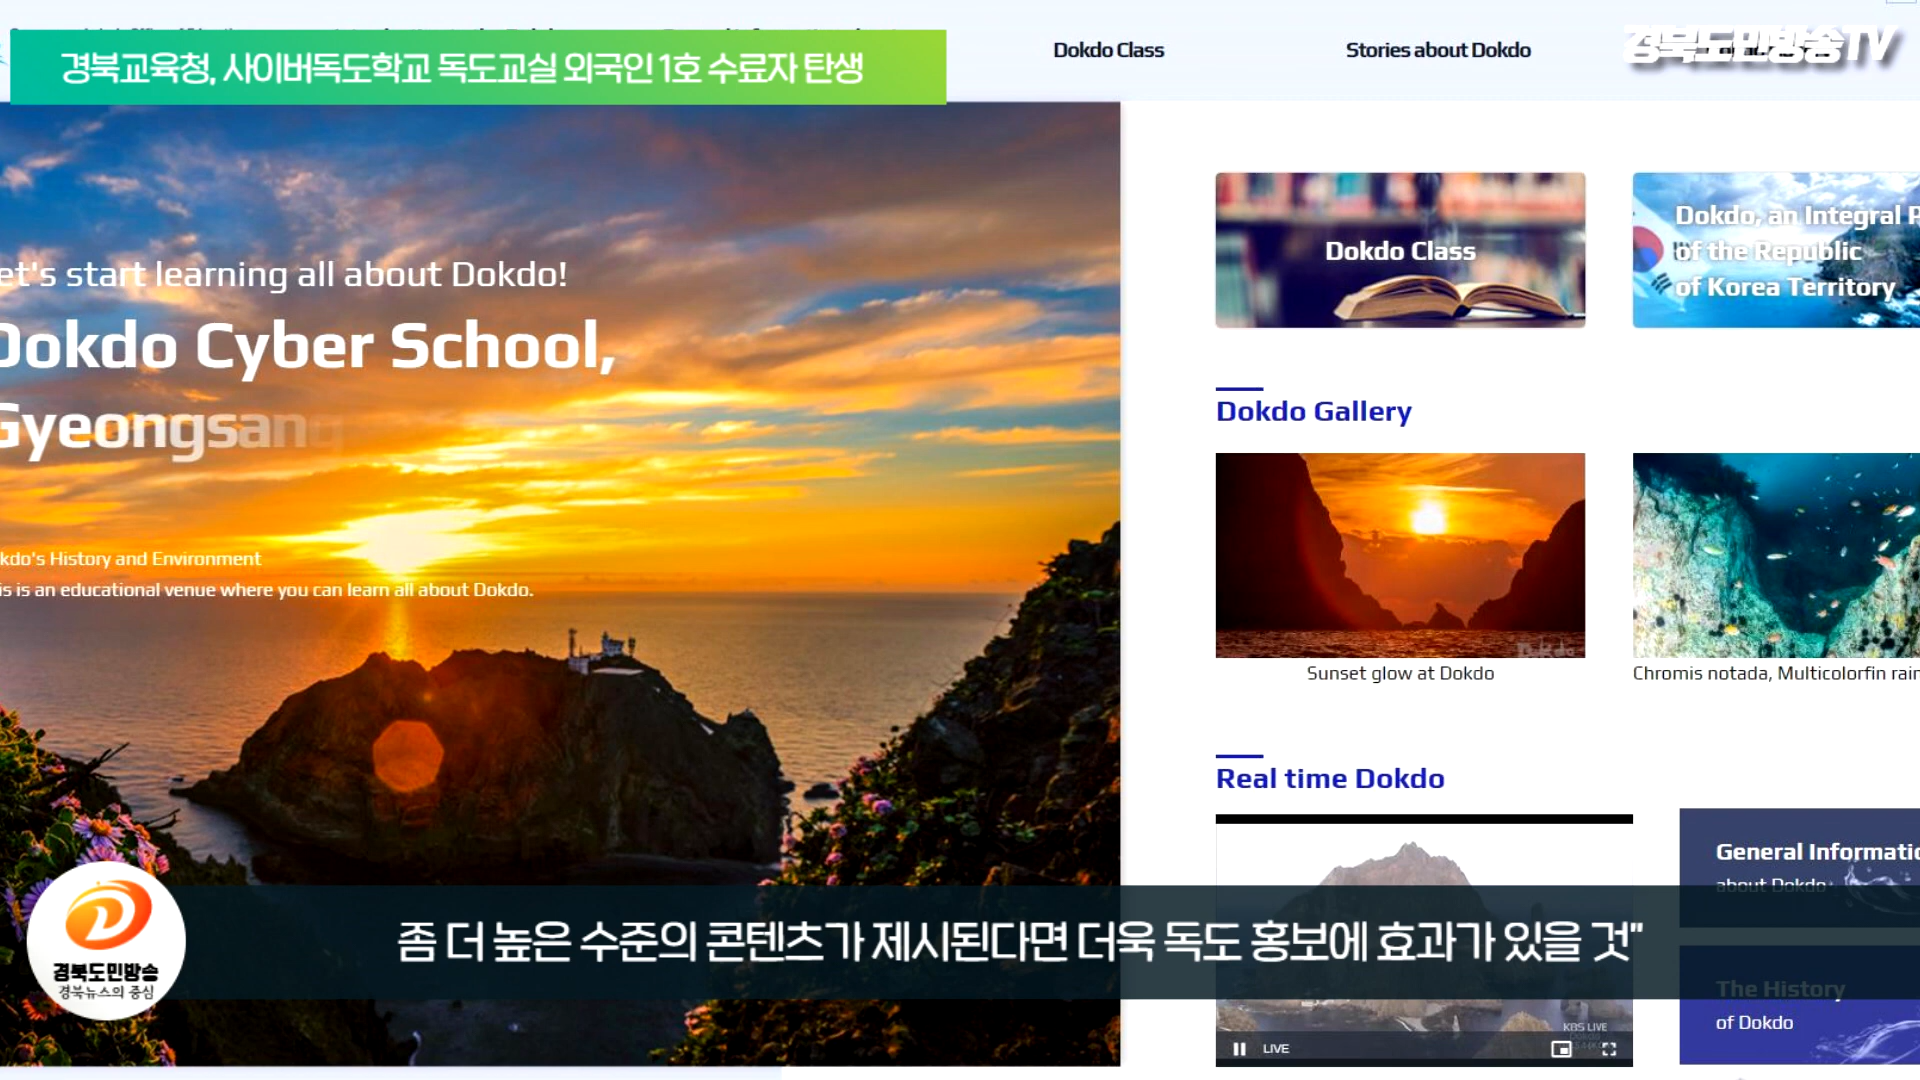 경북교육청, 사이버독도학교 독도교실 외국인 1호 수료자 탄생
Dokdo Class
Stories about Dokdo
경북도민방송TV
et's start learning all about Dokdo!
Dokdo Cyber School,
Gyeongsang
kdo's History and Environment
is is an educational venue where you can learn all about Dokdo.
Dokdo Class
Dokdo, an Integral P
of the Republic
of Korea Territory
Dokdo Gallery
Sunset glow at Dokdo
Chromis notada, Multicolorfin rain
Real time Dokdo
General Informatio
about Dokdo
좀 더 높은 수준의 콘텐츠가 제시된다면 더욱 독도 홍보에 효과가 있을 것"
경북도민방송
경북뉴스의 중심
The History
of Dokdo
KBS LIVE
LIVE